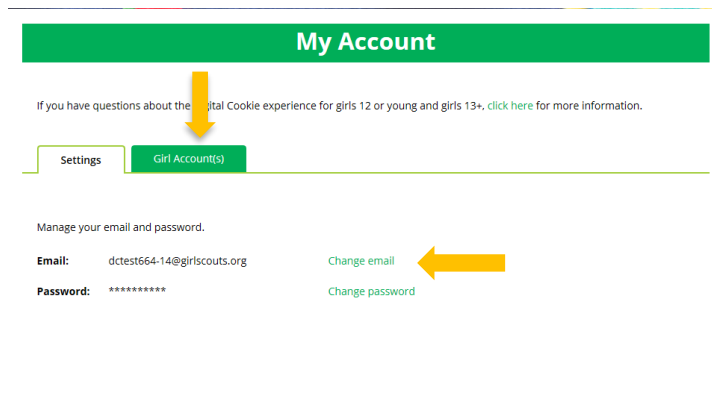 My Account
If you have questions about the Digital Cookie experience for girls 12 or young and girls 13+, click here for more information.
Settings Girl Account(s)
Manage your email and password.
Email: dctest664-14@girlscouts.org Change email
Password: ********** Change password